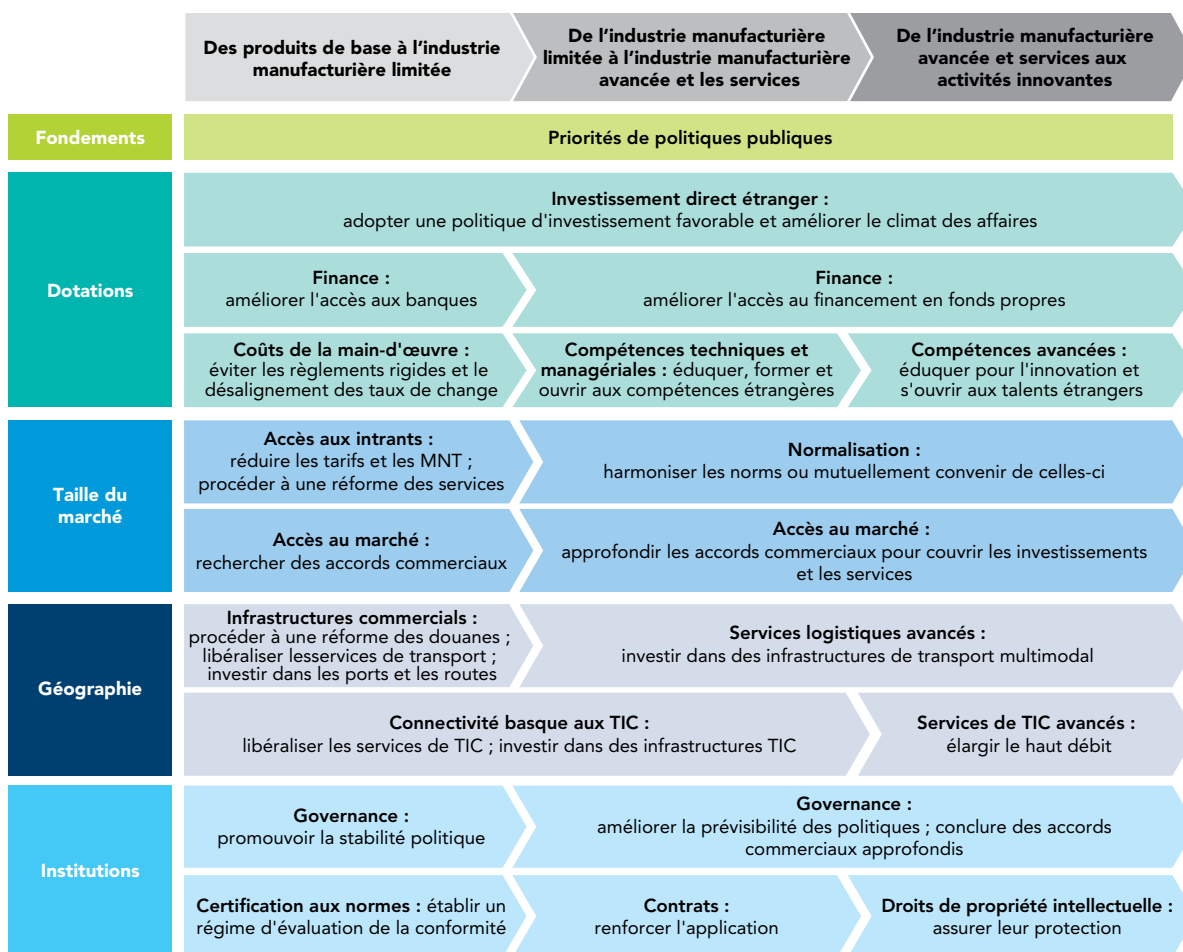 Des produits de base à l'industrie
manufacturière limitée
De l'industrie manufacturière
limitée à l'industrie manufacturière
avancée et les services
De l'industrie manufacturière
avancée et services aux
activités innovantes
Fondements
Priorités de politiques publiques
Dotations
Investissement direct étranger :
adopter une politique d'investissement favorable et améliorer le climat des affaires
Finance :
améliorer l'accès aux banques
Finance :
améliorer l'accès au financement en fonds propres
Coûts de la main-d'œuvre :
éviter les règlements rigides et le
désalignement des taux de change
Compétences techniques et
managériales : éduquer, former et
ouvrir aux compétences étrangères
Compétences avancées :
éduquer pour l'innovation et
s'ouvrir aux talents étrangers
Taille du
marché
Accès aux intrants :
réduire les tarifs et les MNT ;
procéder à une réforme des services
Normalisation :
harmoniser les norms ou mutuellement convenir de celles-ci
Accès au marché :
rechercher des accords commerciaux
Accès au marché :
approfondir les accords commerciaux pour couvrir les investissements
et les services
Géographie
Infrastructures commercials :
procéder à une réforme des douanes ;
libéraliser lesservices de transport ;
investir dans les ports et les routes
Services logistiques avancés :
investir dans des infrastructures de transport multimodal
Connectivité basque aux TIC :
libéraliser les services de TIC ; investir dans des infrastructures TIC
Services de TIC avancés :
élargir le haut débit
Institutions
Governance :
promouvoir la stabilité politique
Governance :
améliorer la prévisibilité des politiques ; conclure des accords
commerciaux approfondis
Certification aux normes : établir un
régime d'évaluation de la conformité
Contrats :
renforcer l'application
Droits de propriété intellectuelle :
assurer leur protection